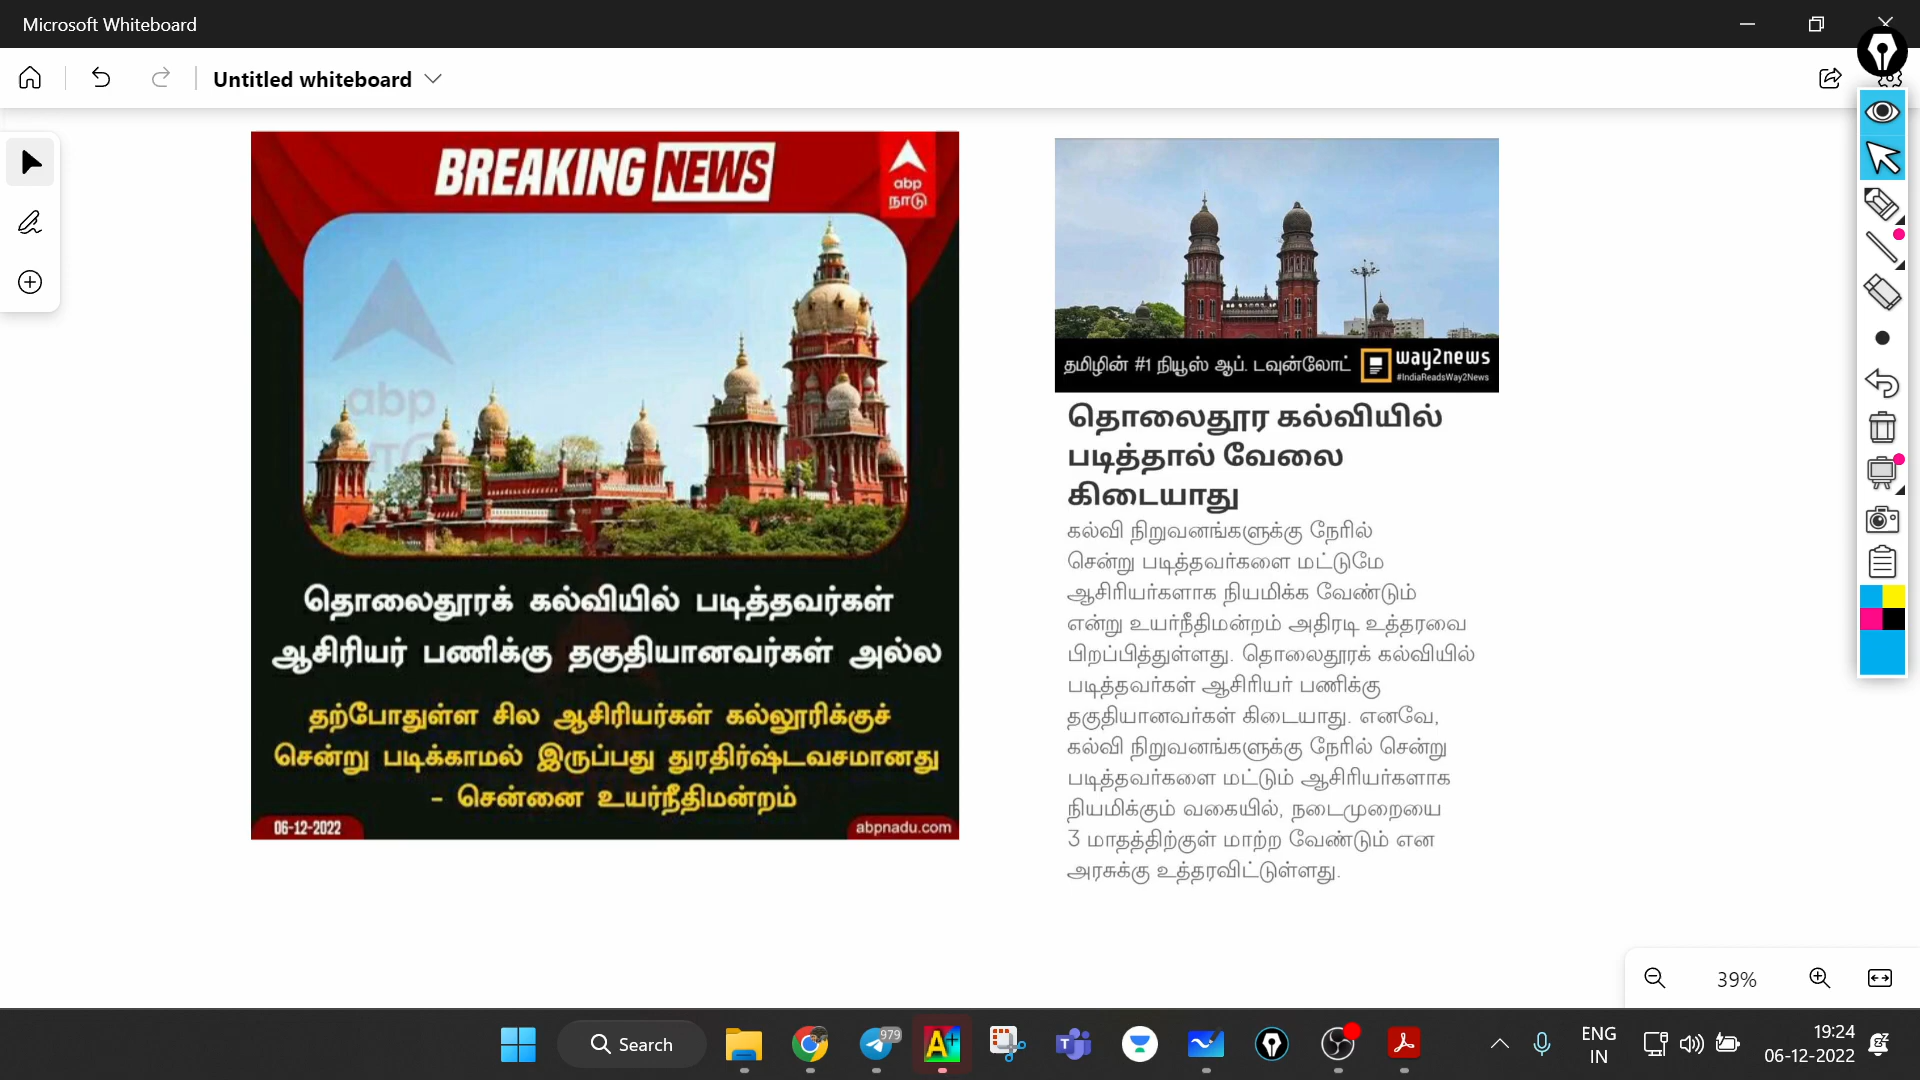 Microsoft Whiteboard
Untitled whiteboard
BREAKING NEWS
abp
நாடு
abp
தொலைதூரக் கல்வியில் படித்தவர்கள்
ஆசிரியர் பணிக்கு தகுதியானவர்கள் அல்ல
தற்போதுள்ள சில ஆசிரியர்கள் கல்லூரிக்குச்
சென்று படிக்காமல் இருப்பது துரதிர்ஷ்டவசமானது
- சென்னை உயர்நீதிமன்றம்
06-12-2022
abpnadu.com
தமிழின் #1 நியூஸ் ஆப். டவுன்லோட்
way2news
#IndiaReadsWay2News
தொலைதூர கல்வியில்
படித்தால் வேலை
கிடையாது
கல்வி நிறுவனங்களுக்கு நேரில்
சென்று படித்தவர்களை மட்டுமே
ஆசிரியர்களாக நியமிக்க வேண்டும்
என்று உயர்நீதிமன்றம் அதிரடி உத்தரவை
பிறப்பித்துள்ளது. தொலைதூரக் கல்வியில்
படித்தவர்கள் ஆசிரியர் பணிக்கு
தகுதியானவர்கள் கிடையாது. எனவே,
கல்வி நிறுவனங்களுக்கு நேரில் சென்று
படித்தவர்களை மட்டும் ஆசிரியர்களாக
நியமிக்கும் வகையில், நடைமுறையை
3 மாதத்திற்குள் மாற்ற வேண்டும் என
அரசுக்கு உத்தரவிட்டுள்ளது.
39%
Search
979
ENG
IN
19:24
06-12-2022